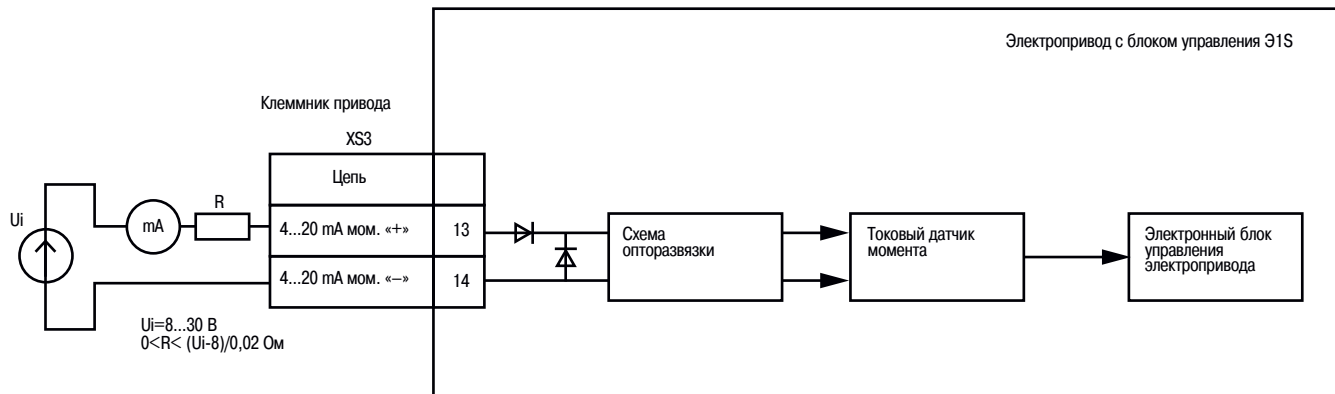 Электропривод с блоком управления Э1S
Клеммник привода
XS3
Цепь
Ui
mA
R
4...20 mA мом. «+»
13
4...20 mA мом. «–»
14
Схема
опторазвязки
Токовый датчик
момента
Электронный блок
управления
электропривода
Ui=8...30 В
0<R< (Ui-8)/0,02 Ом